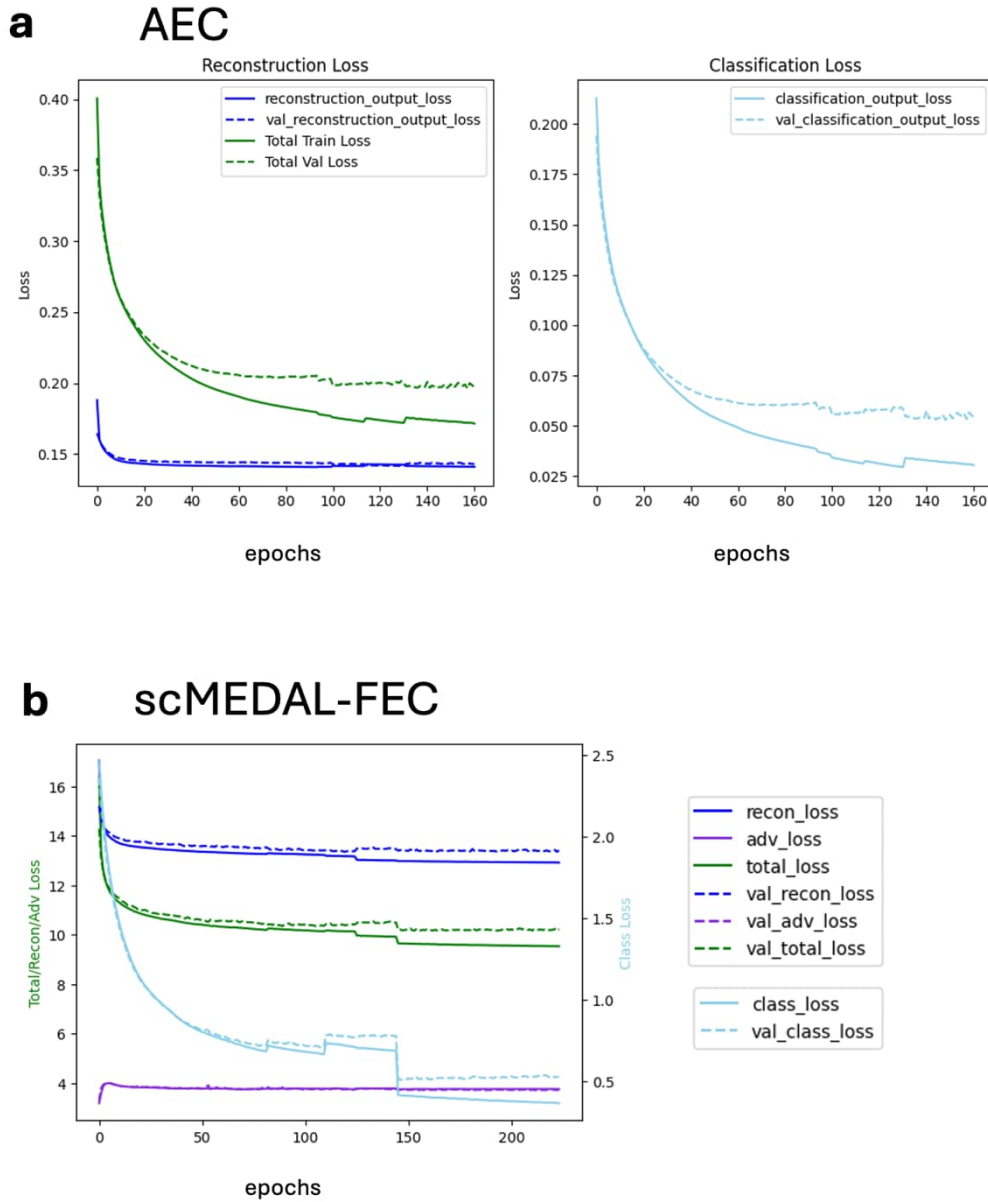 a AEC
Reconstruction Loss
Loss
0.40
0.35
0.30
0.25
0.20
0.15
reconstruction_output_loss
val_reconstruction_output_loss
Total Train Loss
Total Val Loss
0 20 40 60 80 100 120 140 160
epochs
Classification Loss
Loss
0.200
0.175
0.150
0.125
0.100
0.075
0.050
0.025
classification_output_loss
val_classification_output_loss
0 20 40 60 80 100 120 140 160
epochs
b scMEDAL-FEC
Total/Recon/Adv Loss
16
14
12
10
8
6
4
2.5
2.0
1.5
1.0
0.5
Class Loss
0 50 100 150 200
epochs
recon_loss
adv_loss
total_loss
val_recon_loss
val_adv_loss
val_total_loss
class_loss
val_class_loss